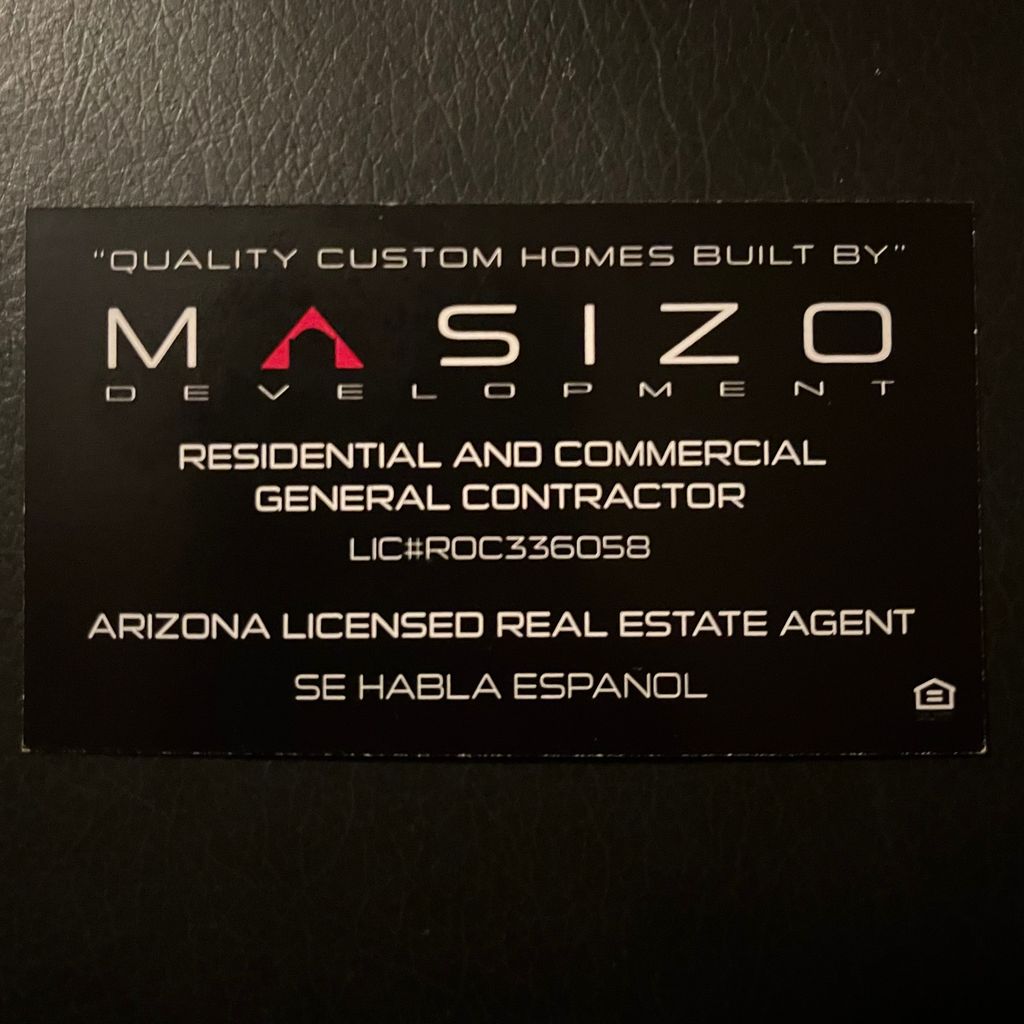 "QUALITY CUSTOM HOMES BUILT BY"
MASIZO
DEVELOPMENT
RESIDENTIAL AND COMMERCIAL
GENERAL CONTRACTOR
LIC#ROC336058
ARIZONA LICENSED REAL ESTATE AGENT
SE HABLA ESPAÑOL